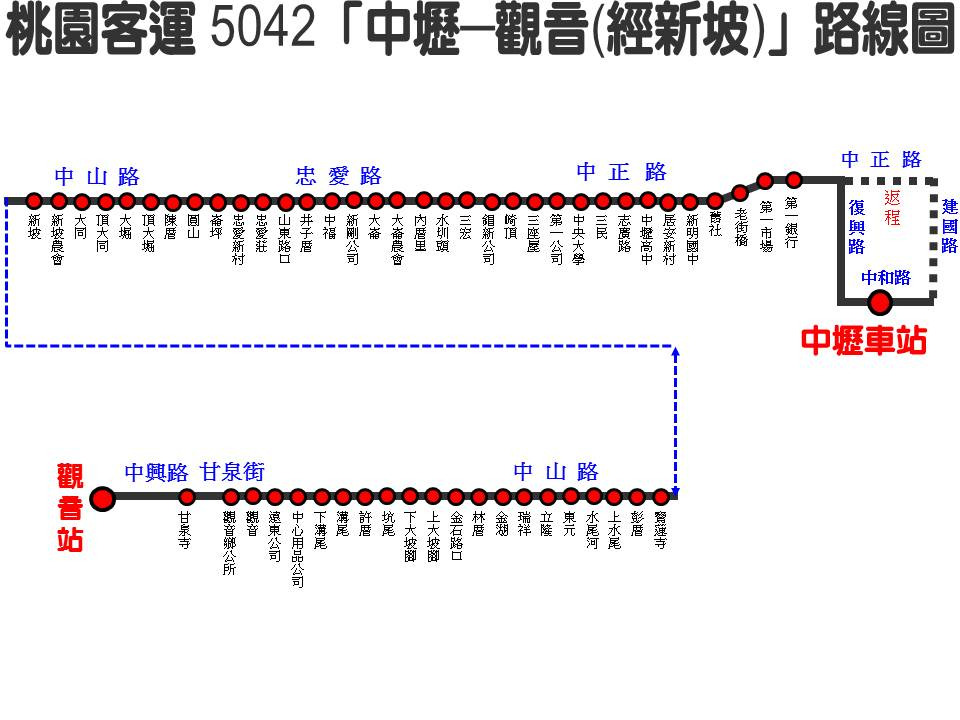 桃園客運 5042「中壢─觀音(經新坡)」路線圖
中山路
忠愛路
中正路
中正路
新坡
新坡農會
大同
頂大同
大堀
頂大堀
陳厝
圓山
崙坪
忠愛新村
忠愛莊
山東路口
井子厝
中福
新剛公司
大崙
大崙農會
內厝里
水圳頭
三宏
錩新公司
崎頂
三座屋
第一公司
中央大學
三民
志廣路
中壢高中
居安新村
新明國中
舊社
老街橋
第一市場
第一銀行
復興路
返程
建國路
中和路
中壢車站
觀音站
中興路
甘泉街
中山路
甘泉寺
觀音鄉公所
觀音
遠東公司
中心用品公司
下溝尾
溝尾
許厝
坑尾
下大坡腳
上大坡腳
金石路口
林厝
金湖
瑞祥
立隆
東元
水尾河
上水尾
彭厝
鷺蓮寺